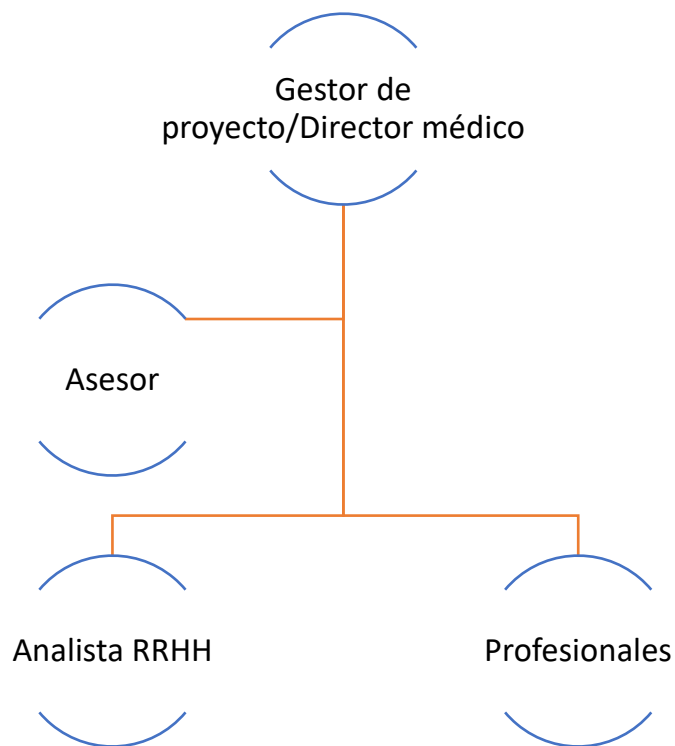 Gestor de
proyecto/Director médico
Asesor
Analista RRHH
Profesionales